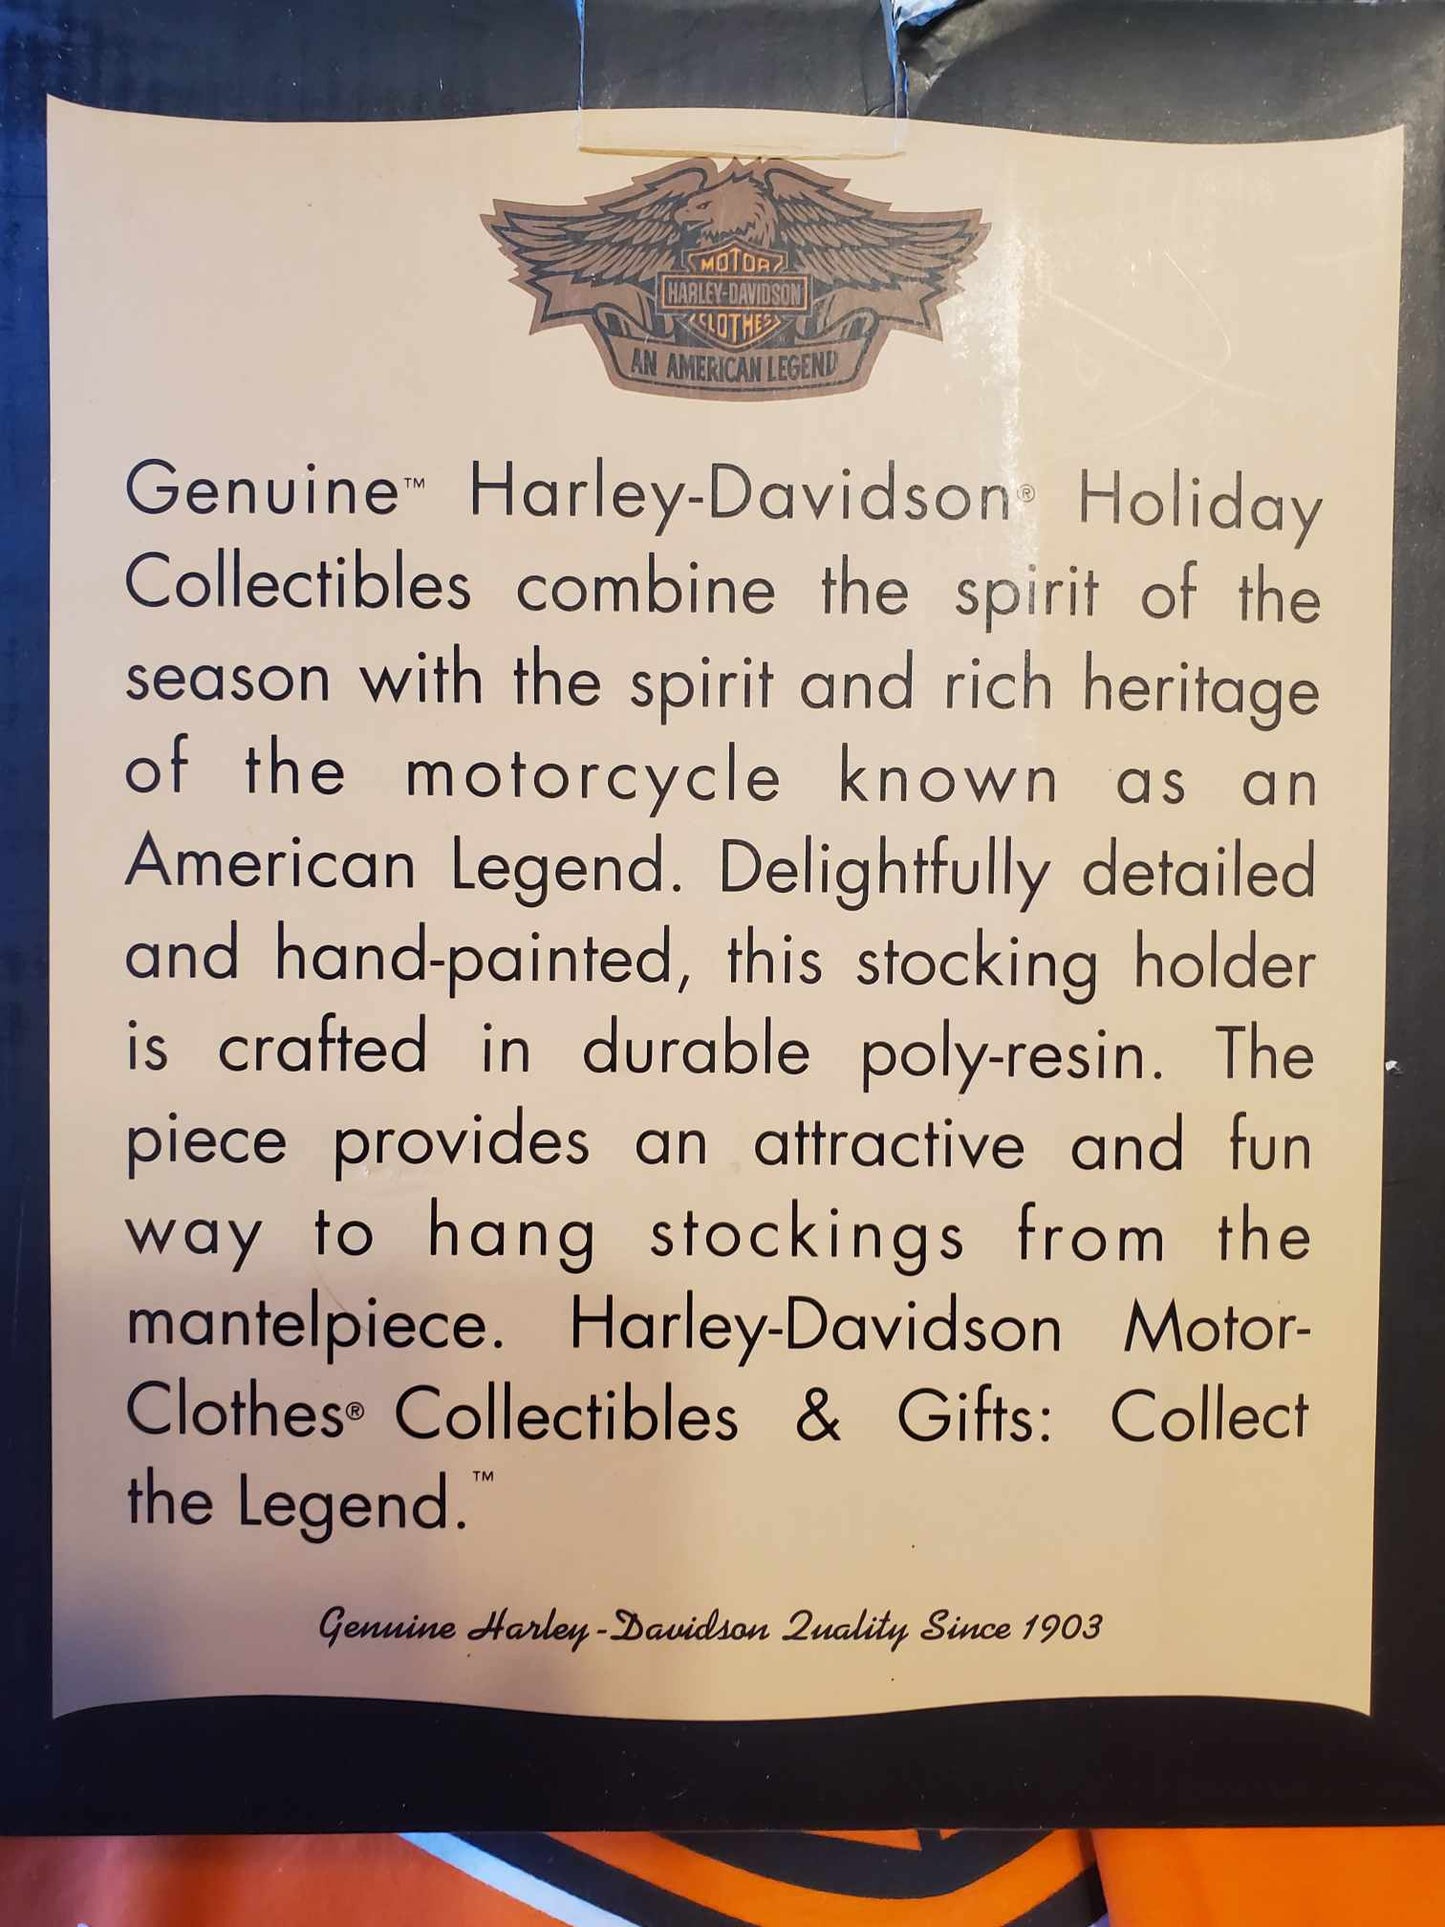 MOTOR
HARLEY-DAVIDSON
CLOTHES
AN AMERICAN LEGEND
Genuine™ Harley-Davidson® Holiday
Collectibles combine the spirit of the
season with the spirit and rich heritage
of the motorcycle known as an
American Legend. Delightfully detailed
and hand-painted, this stocking holder
is crafted in durable poly-resin. The
piece provides an attractive and fun
way to hang stockings from the
mantelpiece. Harley-Davidson Motor-
Clothes® Collectibles & Gifts: Collect
the Legend.™
Genuine Harley-Davidson Quality Since 1903